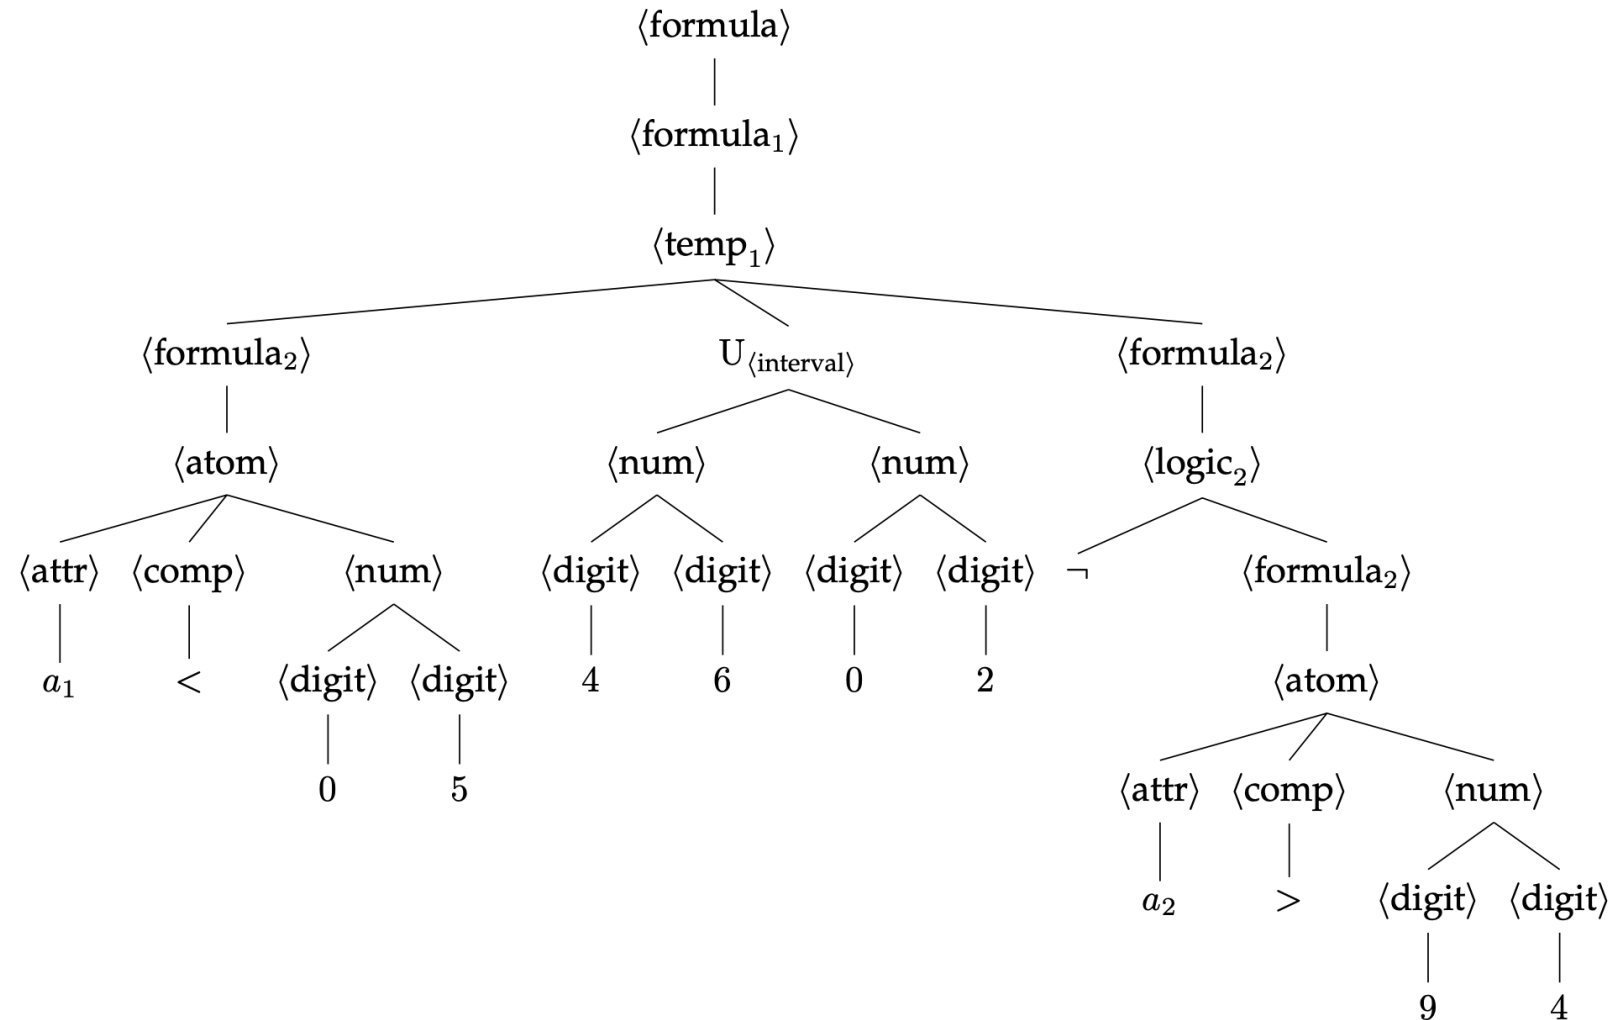 ⟨formula⟩
⟨formula₁⟩
⟨temp₁⟩
⟨formula₂⟩ U⟨interval⟩ ⟨formula₂⟩
⟨atom⟩ ⟨num⟩ ⟨num⟩ ⟨logic₂⟩
⟨attr⟩ ⟨comp⟩ ⟨num⟩ ⟨digit⟩ ⟨digit⟩ ⟨digit⟩ ⟨digit⟩ ¬ ⟨formula₂⟩
a₁ < ⟨digit⟩ ⟨digit⟩ 4 6 0 2 ⟨atom⟩
0 5 ⟨attr⟩ ⟨comp⟩ ⟨num⟩
a₂ > ⟨digit⟩ ⟨digit⟩
9 4